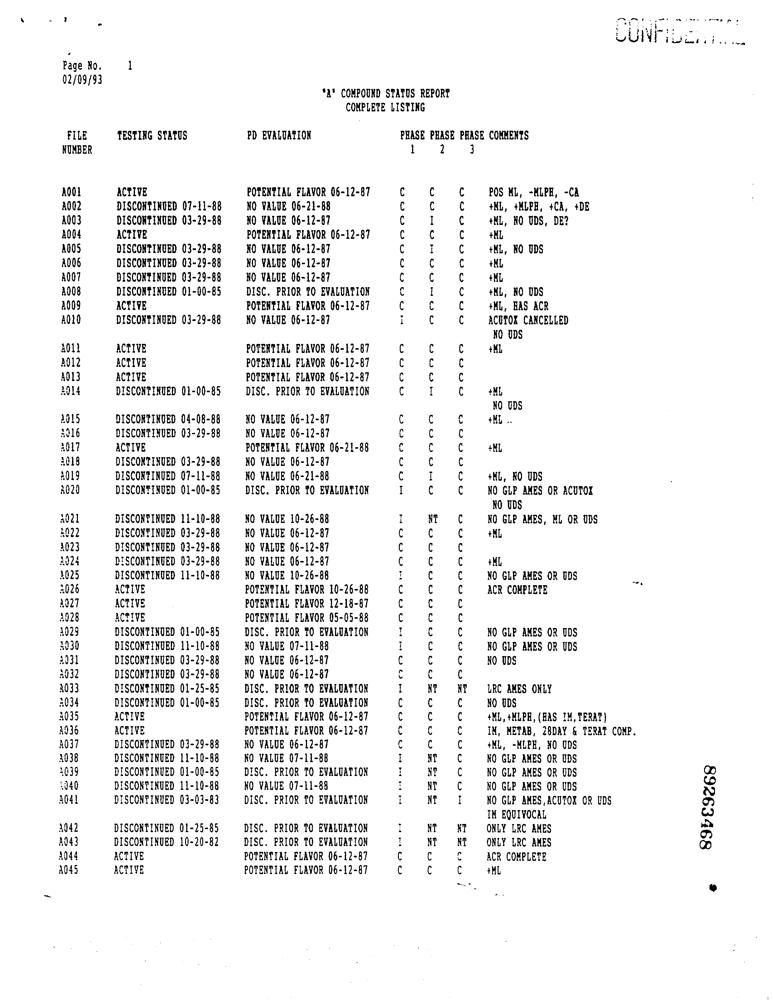 CONFIDENTIAL
Page No. 1
02/09/93
"A" COMPOUND STATUS REPORT
COMPLETE LISTING
FILE TESTING STATUS PD EVALUATION PHASE PHASE PHASE COMMENTS
NUMBER 1 2 3
A001 ACTIVE POTENTIAL FLAVOR 06-12-87 C C C POS ML, -MLPH, -CA
A002 DISCONTINUED 07-11-88 NO VALUE 06-21-88 C C C +ML, +MLPH, +CA, +DE
A003 DISCONTINUED 03-29-88 NO VALUE 06-12-87 C I C +ML, NO UDS, DE?
A004 ACTIVE POTENTIAL FLAVOR 06-12-87 C C C +ML
A005 DISCONTINUED 03-29-88 NO VALUE 06-12-87 C I C +ML, NO UDS
A006 DISCONTINUED 03-29-88 NO VALUE 06-12-87 C C C +ML
A007 DISCONTINUED 03-29-88 NO VALUE 06-12-87 C C C +ML
A008 DISCONTINUED 01-00-85 DISC. PRIOR TO EVALUATION C I C +ML, NO UDS
A009 ACTIVE POTENTIAL FLAVOR 06-12-87 C C C +ML, HAS ACR
A010 DISCONTINUED 03-29-88 NO VALUE 06-12-87 I C C ACUTOX CANCELLED
NO UDS
A011 ACTIVE POTENTIAL FLAVOR 06-12-87 C C C +ML
A012 ACTIVE POTENTIAL FLAVOR 06-12-87 C C C
A013 ACTIVE POTENTIAL FLAVOR 06-12-87 C C C
A014 DISCONTINUED 01-00-85 DISC. PRIOR TO EVALUATION C I C +ML
NO UDS
A015 DISCONTINUED 04-08-88 NO VALUE 06-12-87 C C C +ML ..
A016 DISCONTINUED 03-29-88 NO VALUE 06-12-87 C C C
A017 ACTIVE POTENTIAL FLAVOR 06-21-88 C C C +ML
A018 DISCONTINUED 03-29-88 NO VALUE 06-12-87 C C C
A019 DISCONTINUED 07-11-88 NO VALUE 06-21-88 C I C +ML, NO UDS
A020 DISCONTINUED 01-00-85 DISC. PRIOR TO EVALUATION I C C NO GLP AMES OR ACUTOX
NO UDS
A021 DISCONTINUED 11-10-88 NO VALUE 10-26-88 I NT C NO GLP AMES, ML OR UDS
A022 DISCONTINUED 03-29-88 NO VALUE 06-12-87 C C C +ML
A023 DISCONTINUED 03-29-88 NO VALUE 06-12-87 C C C
A024 DISCONTINUED 03-29-88 NO VALUE 06-12-87 C C C +ML
A025 DISCONTINUED 11-10-88 NO VALUE 10-26-88 I C C NO GLP AMES OR UDS
A026 ACTIVE POTENTIAL FLAVOR 10-26-88 C C C ACR COMPLETE
A027 ACTIVE POTENTIAL FLAVOR 12-18-87 C C C
A028 ACTIVE POTENTIAL FLAVOR 05-05-88 C C C
A029 DISCONTINUED 01-00-85 DISC. PRIOR TO EVALUATION I C C NO GLP AMES OR UDS
A030 DISCONTINUED 11-10-88 NO VALUE 07-11-88 I C C NO GLP AMES OR UDS
A031 DISCONTINUED 03-29-88 NO VALUE 06-12-87 C C C NO UDS
A032 DISCONTINUED 03-29-88 NO VALUE 06-12-87 C C C
A033 DISCONTINUED 01-25-85 DISC. PRIOR TO EVALUATION I NT NT LRC AMES ONLY
A034 DISCONTINUED 01-00-85 DISC. PRIOR TO EVALUATION C C C NO UDS
A035 ACTIVE POTENTIAL FLAVOR 06-12-87 C C C +ML,+MLPH,(HAS IM,TERAT)
A036 ACTIVE POTENTIAL FLAVOR 06-12-87 C C C IM, METAB, 28DAY & TERAT COMP.
A037 DISCONTINUED 03-29-88 NO VALUE 06-12-87 C C C +ML, -MLPH, NO UDS
A038 DISCONTINUED 11-10-88 NO VALUE 07-11-88 I NT C NO GLP AMES OR UDS
A039 DISCONTINUED 01-00-85 DISC. PRIOR TO EVALUATION I NT C NO GLP AMES OR UDS
A040 DISCONTINUED 11-10-88 NO VALUE 07-11-88 I NT C NO GLP AMES OR UDS
A041 DISCONTINUED 03-03-83 DISC. PRIOR TO EVALUATION I NT I NO GLP AMES,ACUTOX OR UDS
IM EQUIVOCAL
A042 DISCONTINUED 01-25-85 DISC. PRIOR TO EVALUATION I NT NT ONLY LRC AMES
A043 DISCONTINUED 10-20-82 DISC. PRIOR TO EVALUATION I NT NT ONLY LRC AMES
A044 ACTIVE POTENTIAL FLAVOR 06-12-87 C C C ACR COMPLETE
A045 ACTIVE POTENTIAL FLAVOR 06-12-87 C C C +ML
89263468